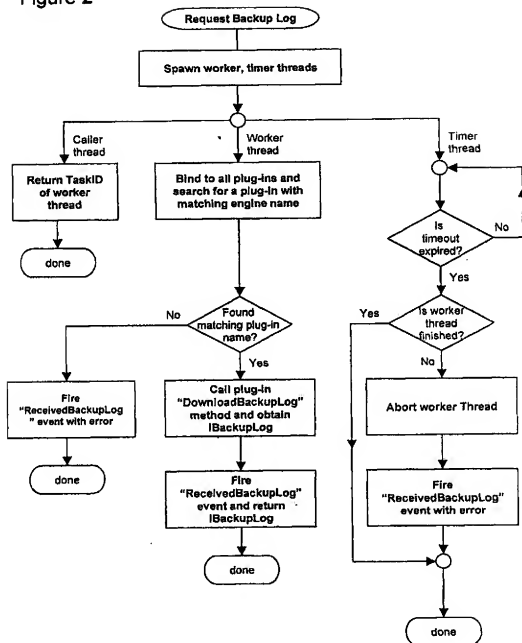 Figure 2
Request Backup Log
Spawn worker, timer threads
Caller
thread
Worker
thread
Timer
thread
Return TaskID
of worker
thread
done
Bind to all plug-ins and
search for a plug-in with
matching engine name
Is
timeout
expired?
No
Yes
Found
matching plug-in
name?
No
Yes
Is worker
thread
finished?
Yes
No
Fire
"ReceivedBackupLog
" event with error
done
Call plug-in
"DownloadBackupLog"
method and obtain
IBackupLog
Fire
"ReceivedBackupLog"
event and return
IBackupLog
done
Abort worker Thread
Fire
"ReceivedBackupLog"
event with error
done